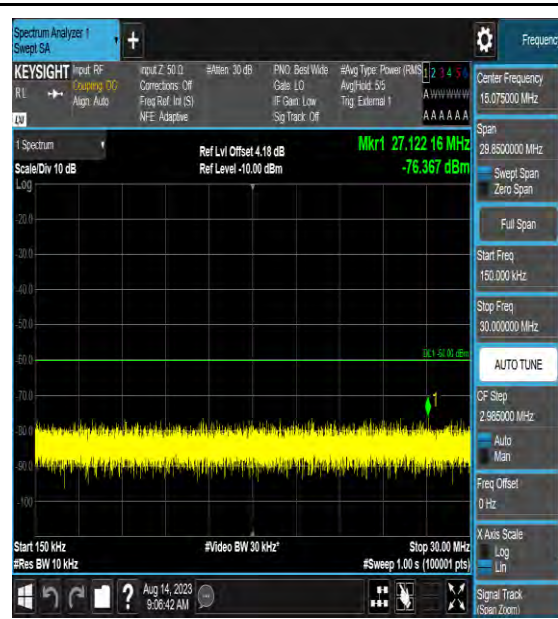 Spectrum Analyzer 1
Swept SA
+
Frequency
KEYSIGHT
RL
Input: RF
Coupling: DC
Align: Auto
Input Z: 50 Ω
Corrections: Off
Freq Ref: Int (S)
NFE: Adaptive
#Atten: 30 dB
PNO: Best Wide
Gate: LO
IF Gain: Low
Sig Track: Off
#Avg Type: Power (RMS
Avg|Hold: 5/5
Trig: External 1
1 2 3 4 5 6
A W W W W W
A A A A A A
LW
1 Spectrum
Scale/Div 10 dB
Log
Ref Lvl Offset 4.18 dB
Ref Level -10.00 dBm
Mkr1 27.122 16 MHz
-76.367 dBm
-20.0
-30.0
-40.0
-50.0
-60.0
-70.0
-80.0
-90.0
-100
DL1 -60.00 dBm
1
Start 150 kHz
#Res BW 10 kHz
#Video BW 30 kHz*
Stop 30.00 MHz
#Sweep 1.00 s (100001 pts)
Center Frequency
15.075000 MHz
Span
29.8500000 MHz
Swept Span
Zero Span
Full Span
Start Freq
150.000 kHz
Stop Freq
30.000000 MHz
AUTO TUNE
CF Step
2.985000 MHz
Auto
Man
Freq Offset
0 Hz
X Axis Scale
Log
Lin
Signal Track
(Span Zoom)
?
Aug 14, 2023
9:06:42 AM